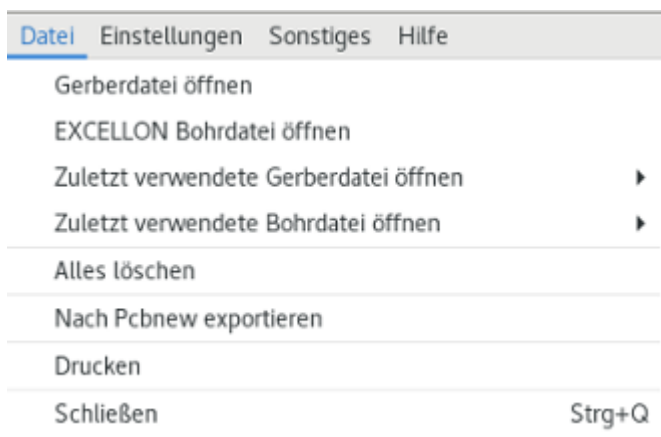 Datei Einstellungen Sonstiges Hilfe
Gerberdatei öffnen
EXCELLON Bohrdatei öffnen
Zuletzt verwendete Gerberdatei öffnen
Zuletzt verwendete Bohrdatei öffnen
Alles löschen
Nach Pcbnew exportieren
Drucken
Schließen Strg+Q